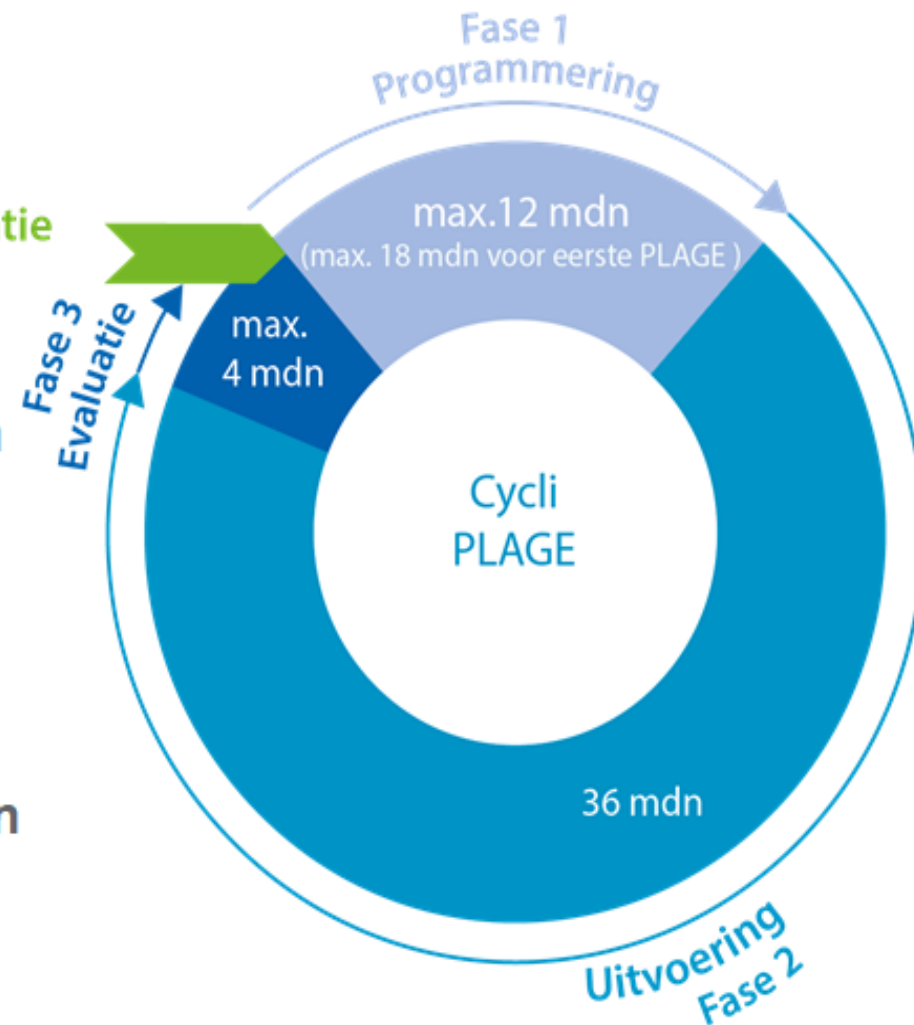 Fase 1
Programmering
tie
max.12 mdn
(max. 18 mdn voor eerste PLAGE )
Fase 3
Evaluatie
max.
4 mdn
Cycli
PLAGE
n
36 mdn
Uitvoering
Fase 2